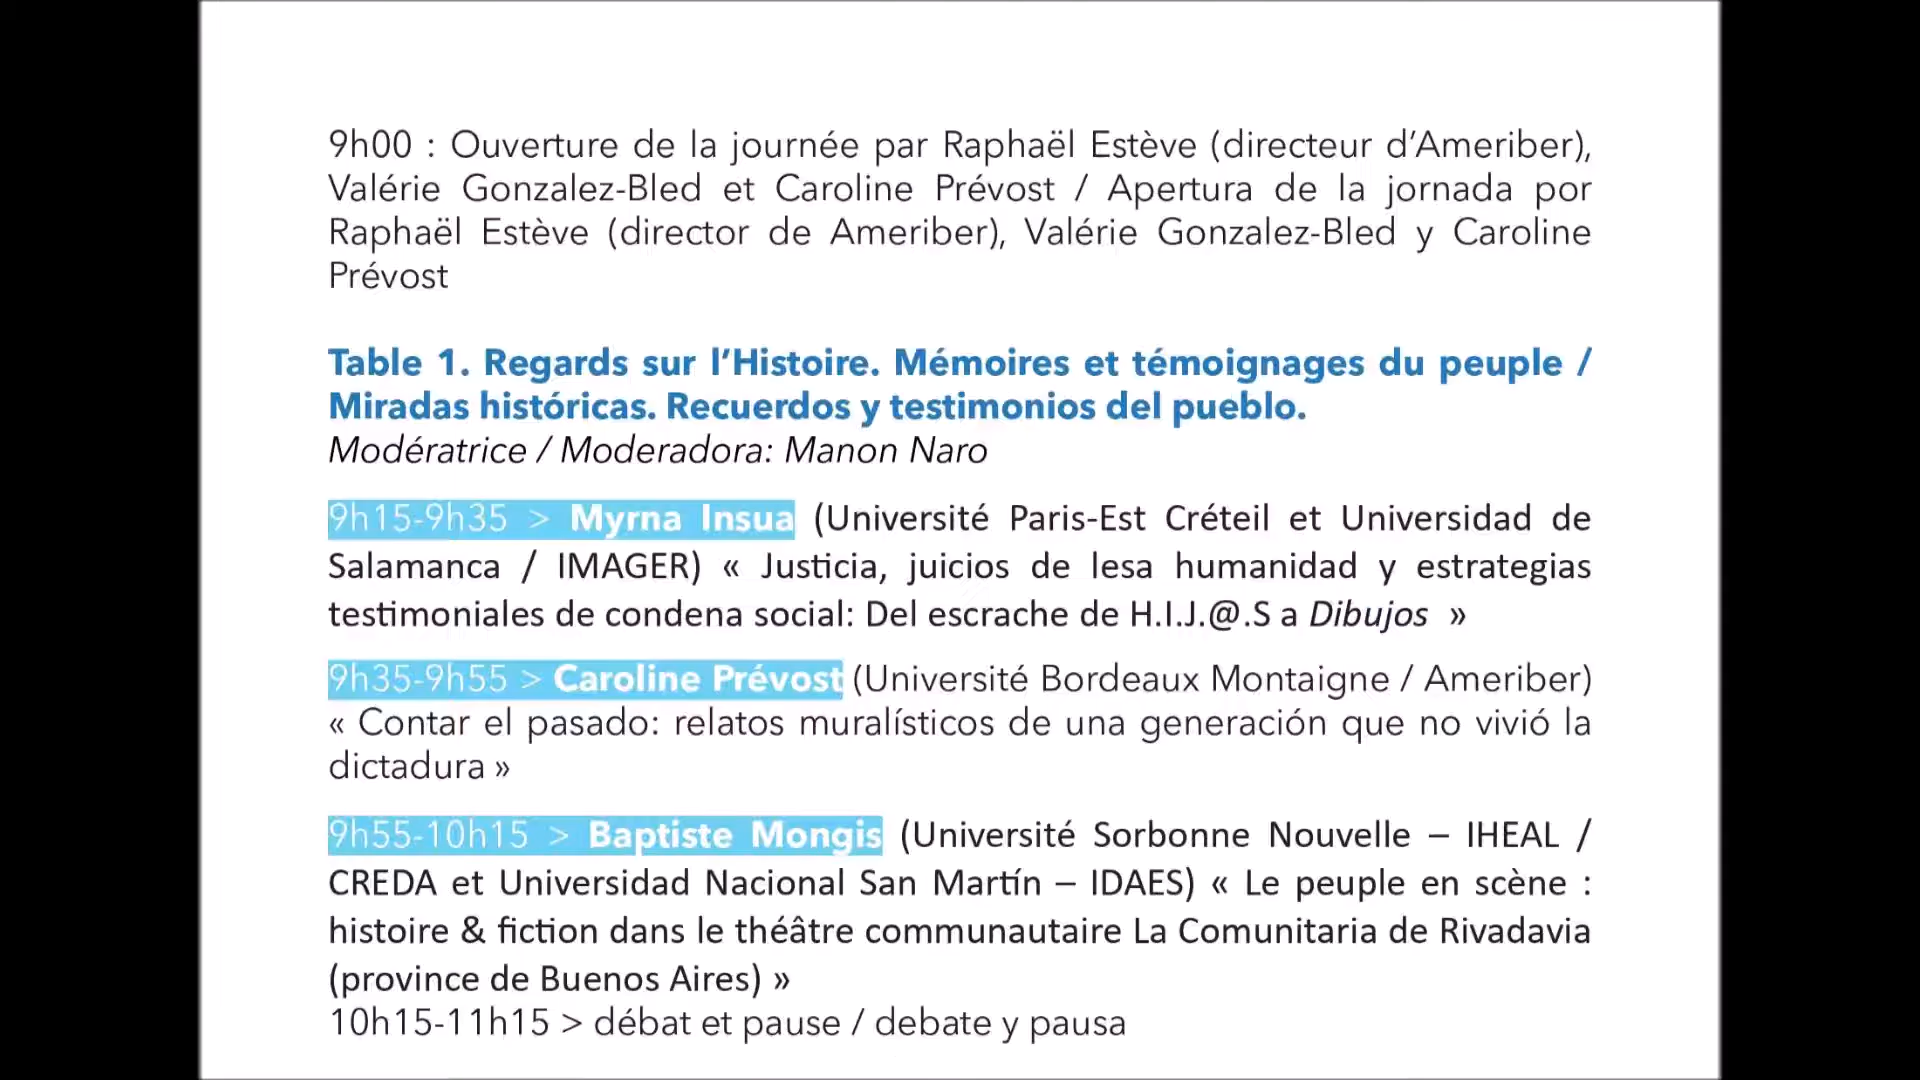 9h00 : Ouverture de la journée par Raphaël Estève (directeur d’Ameriber),
Valérie Gonzalez-Bled et Caroline Prévost / Apertura de la jornada por
Raphaël Estève (director de Ameriber), Valérie Gonzalez-Bled y Caroline
Prévost
Table 1. Regards sur l’Histoire. Mémoires et témoignages du peuple /
Miradas históricas. Recuerdos y testimonios del pueblo.
Modératrice / Moderadora: Manon Naro
9h15-9h35 > Myrna Insua (Université Paris-Est Créteil et Universidad de
Salamanca / IMAGER) « Justicia, juicios de lesa humanidad y estrategias
testimoniales de condena social: Del escrache de H.I.J.@.S a Dibujos »
9h35-9h55 > Caroline Prévost (Université Bordeaux Montaigne / Ameriber)
« Contar el pasado: relatos muralísticos de una generación que no vivió la
dictadura »
9h55-10h15 > Baptiste Mongis (Université Sorbonne Nouvelle – IHEAL /
CREDA et Universidad Nacional San Martín – IDAES) « Le peuple en scène :
histoire & fiction dans le théâtre communautaire La Comunitaria de Rivadavia
(province de Buenos Aires) »
10h15-11h15 > débat et pause / debate y pausa